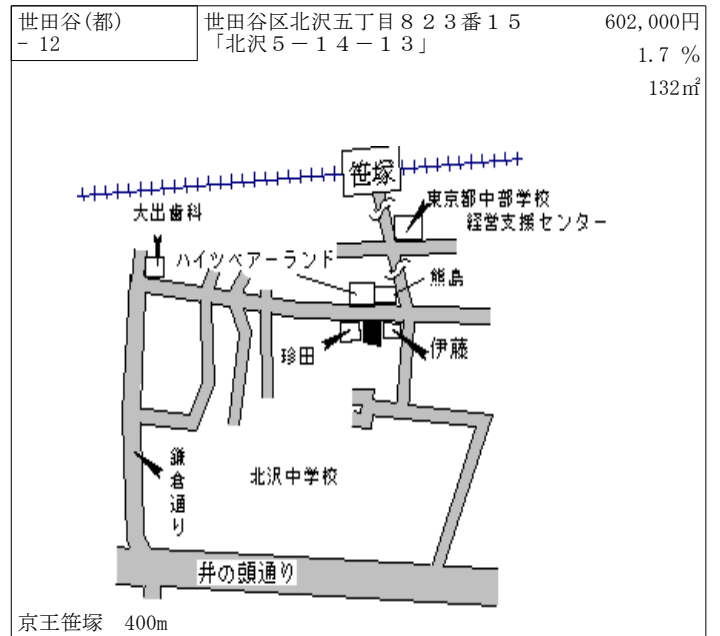 世田谷(都)
- 12
世田谷区北沢五丁目８２３番１５
「北沢５－１４－１３」
602,000円
1.7 %
132㎡
笹塚
東京都中部学校
経営支援センター
大出歯科
ハイツベアーランド
熊島
珍田
伊藤
鎌倉通り
北沢中学校
井の頭通り
京王笹塚　400m